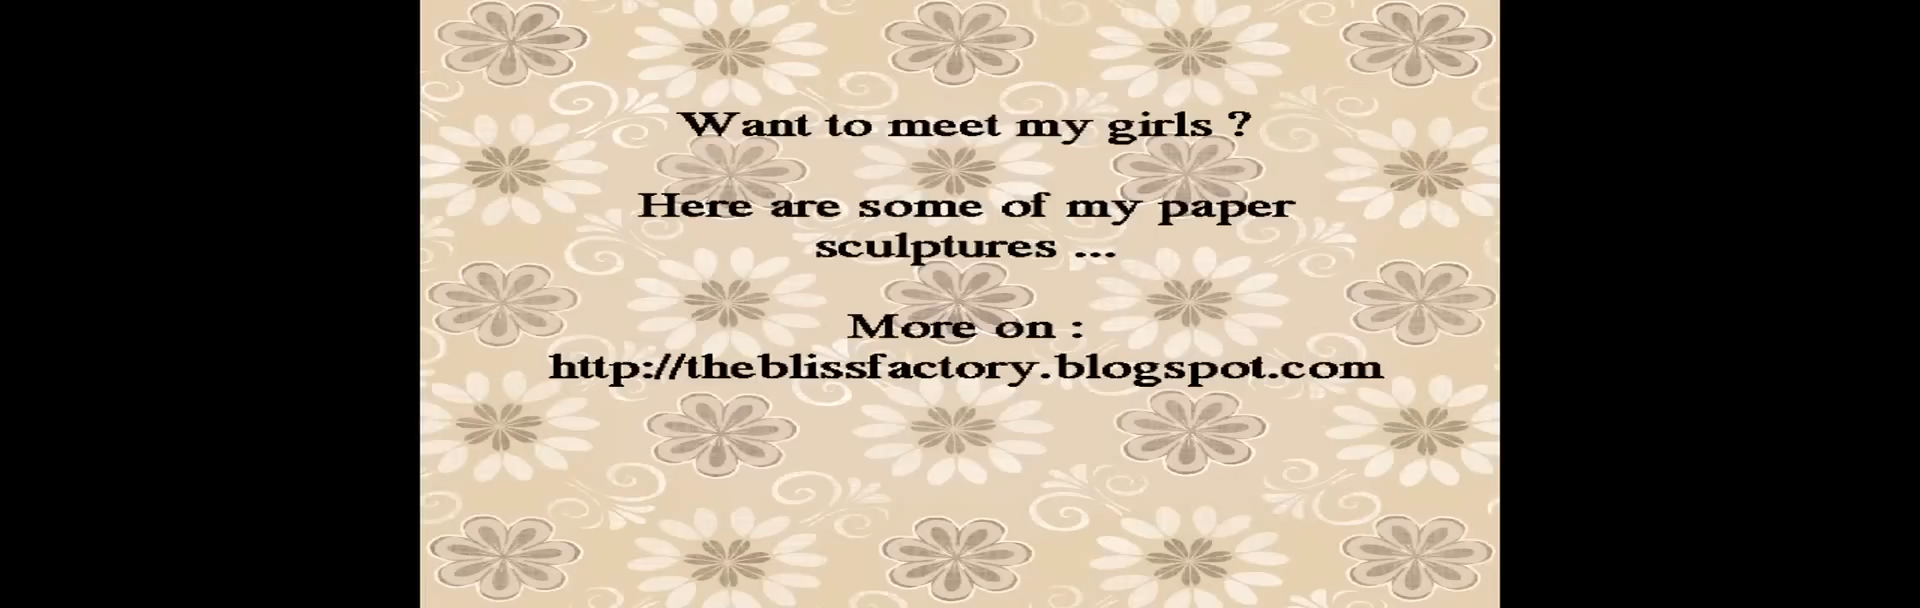 Want to meet my girls ?
Here are some of my paper
sculptures ...
More on :
http://theblissfactory.blogspot.com